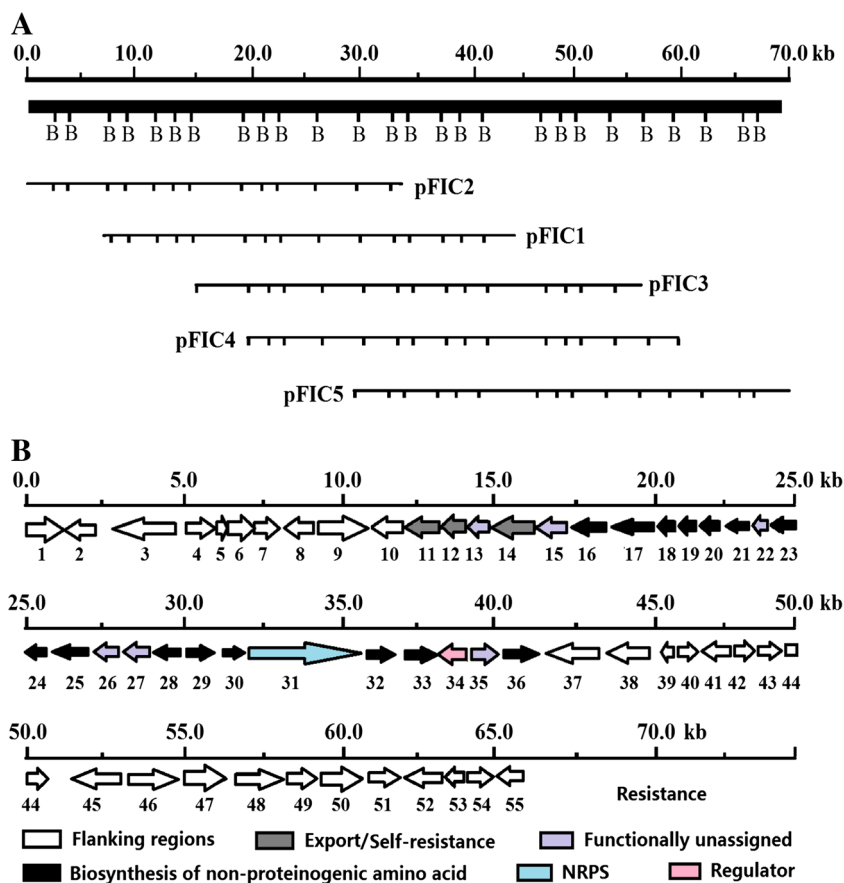 A
0.0 10.0 20.0 30.0 40.0 50.0 60.0 70.0 kb
B B B B B B B B B B B B B B B B B B B B B B B B B B
pFIC2
pFIC1
pFIC3
pFIC4
pFIC5
B
0.0 5.0 10.0 15.0 20.0 25.0 kb
1 2 3 4 5 6 7 8 9 10 11 12 13 14 15 16 17 18 19 20 21 22 23
25.0 30.0 35.0 40.0 45.0 50.0 kb
24 25 26 27 28 29 30 31 32 33 34 35 36 37 38 39 40 41 42 43 44
50.0 55.0 60.0 65.0 70.0 kb
44 45 46 47 48 49 50 51 52 53 54 55
Resistance
Flanking regions Export/Self-resistance Functionally unassigned
Biosynthesis of non-proteinogenic amino acid NRPS Regulator